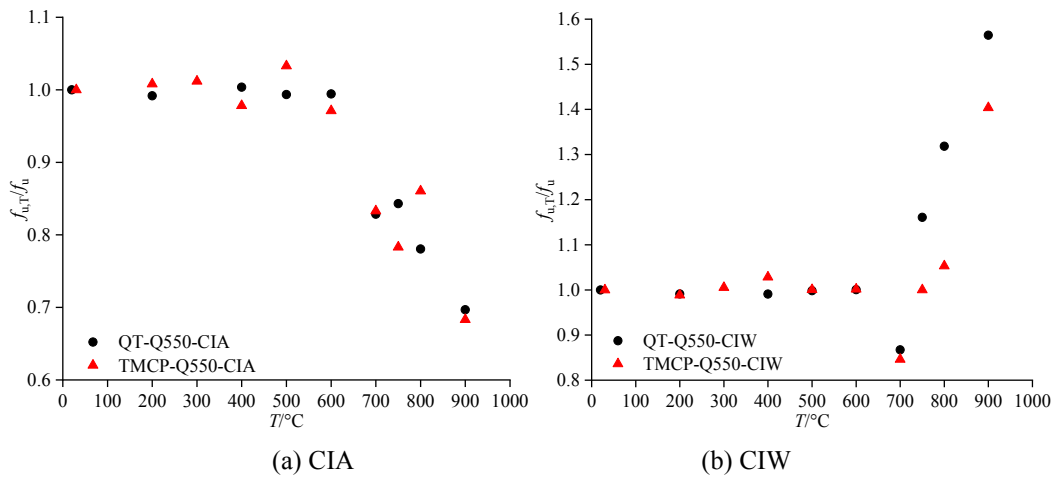 1.1
1.0
0.9
0.8
0.7
0.6
f_u,T/f_u
0 100 200 300 400 500 600 700 800 900 1000
T/°C
QT-Q550-CIA
TMCP-Q550-CIA
(a) CIA
1.6
1.5
1.4
1.3
1.2
1.1
1.0
0.9
0.8
f_u,T/f_u
0 100 200 300 400 500 600 700 800 900 1000
T/°C
QT-Q550-CIW
TMCP-Q550-CIW
(b) CIW